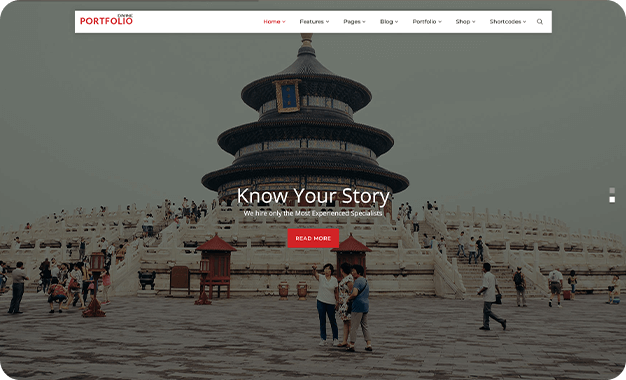 DIVINE
PORTFOLIO
Home Features Pages Blog Portfolio Shop Shortcodes
Know Your Story
We hire only the Most Experienced Specialists
READ MORE